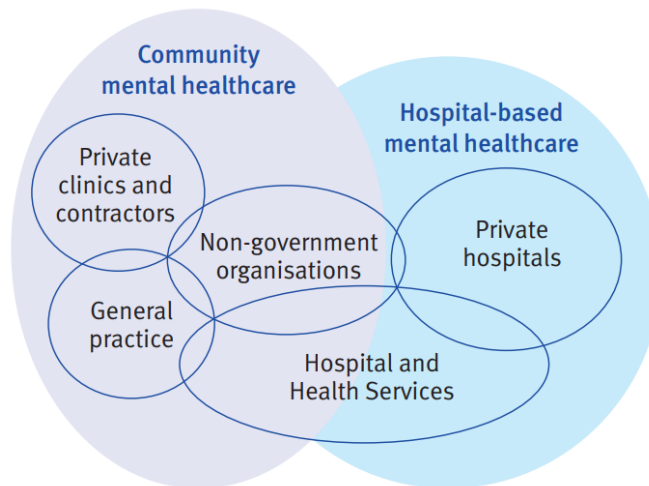 Community
mental healthcare
Hospital-based
mental healthcare
Private
clinics and
contractors
Non-government
organisations
Private
hospitals
General
practice
Hospital and
Health Services